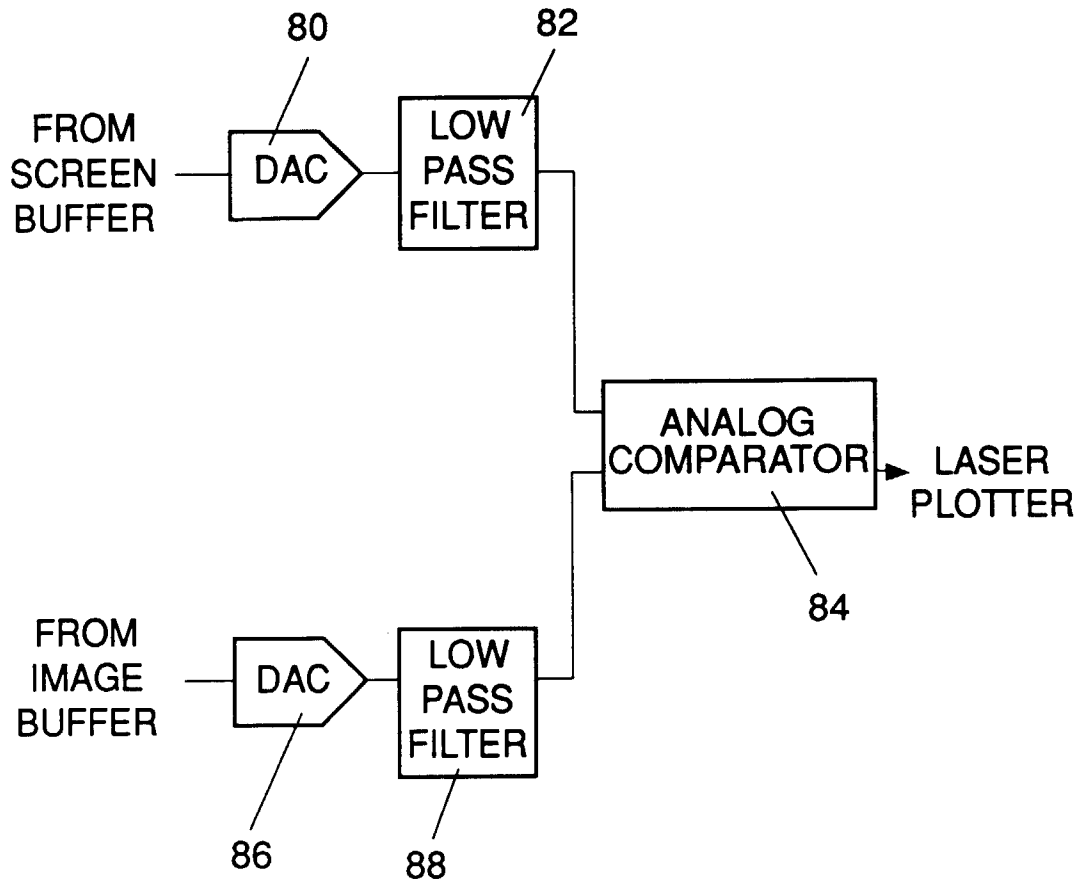 80
82
FROM
SCREEN
BUFFER
DAC
LOW
PASS
FILTER
ANALOG
COMPARATOR
LASER
PLOTTER
84
FROM
IMAGE
BUFFER
DAC
LOW
PASS
FILTER
86
88